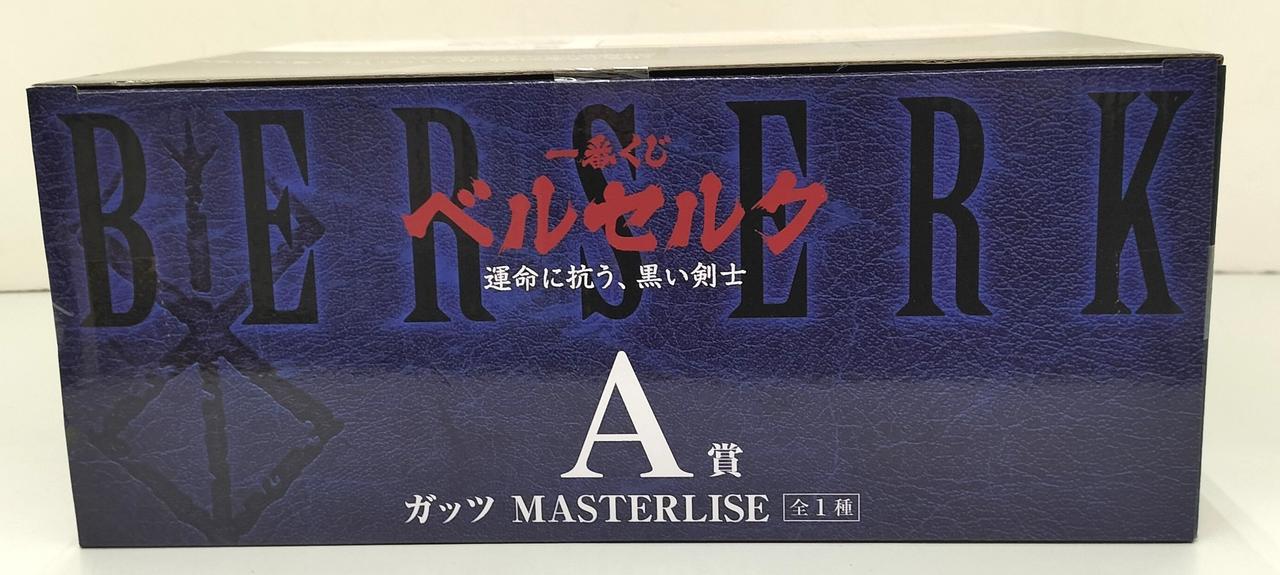 BERSERK
一番くじ
ベルセルク
運命に抗う、黒い剣士
A賞
ガッツ MASTERLISE 全1種